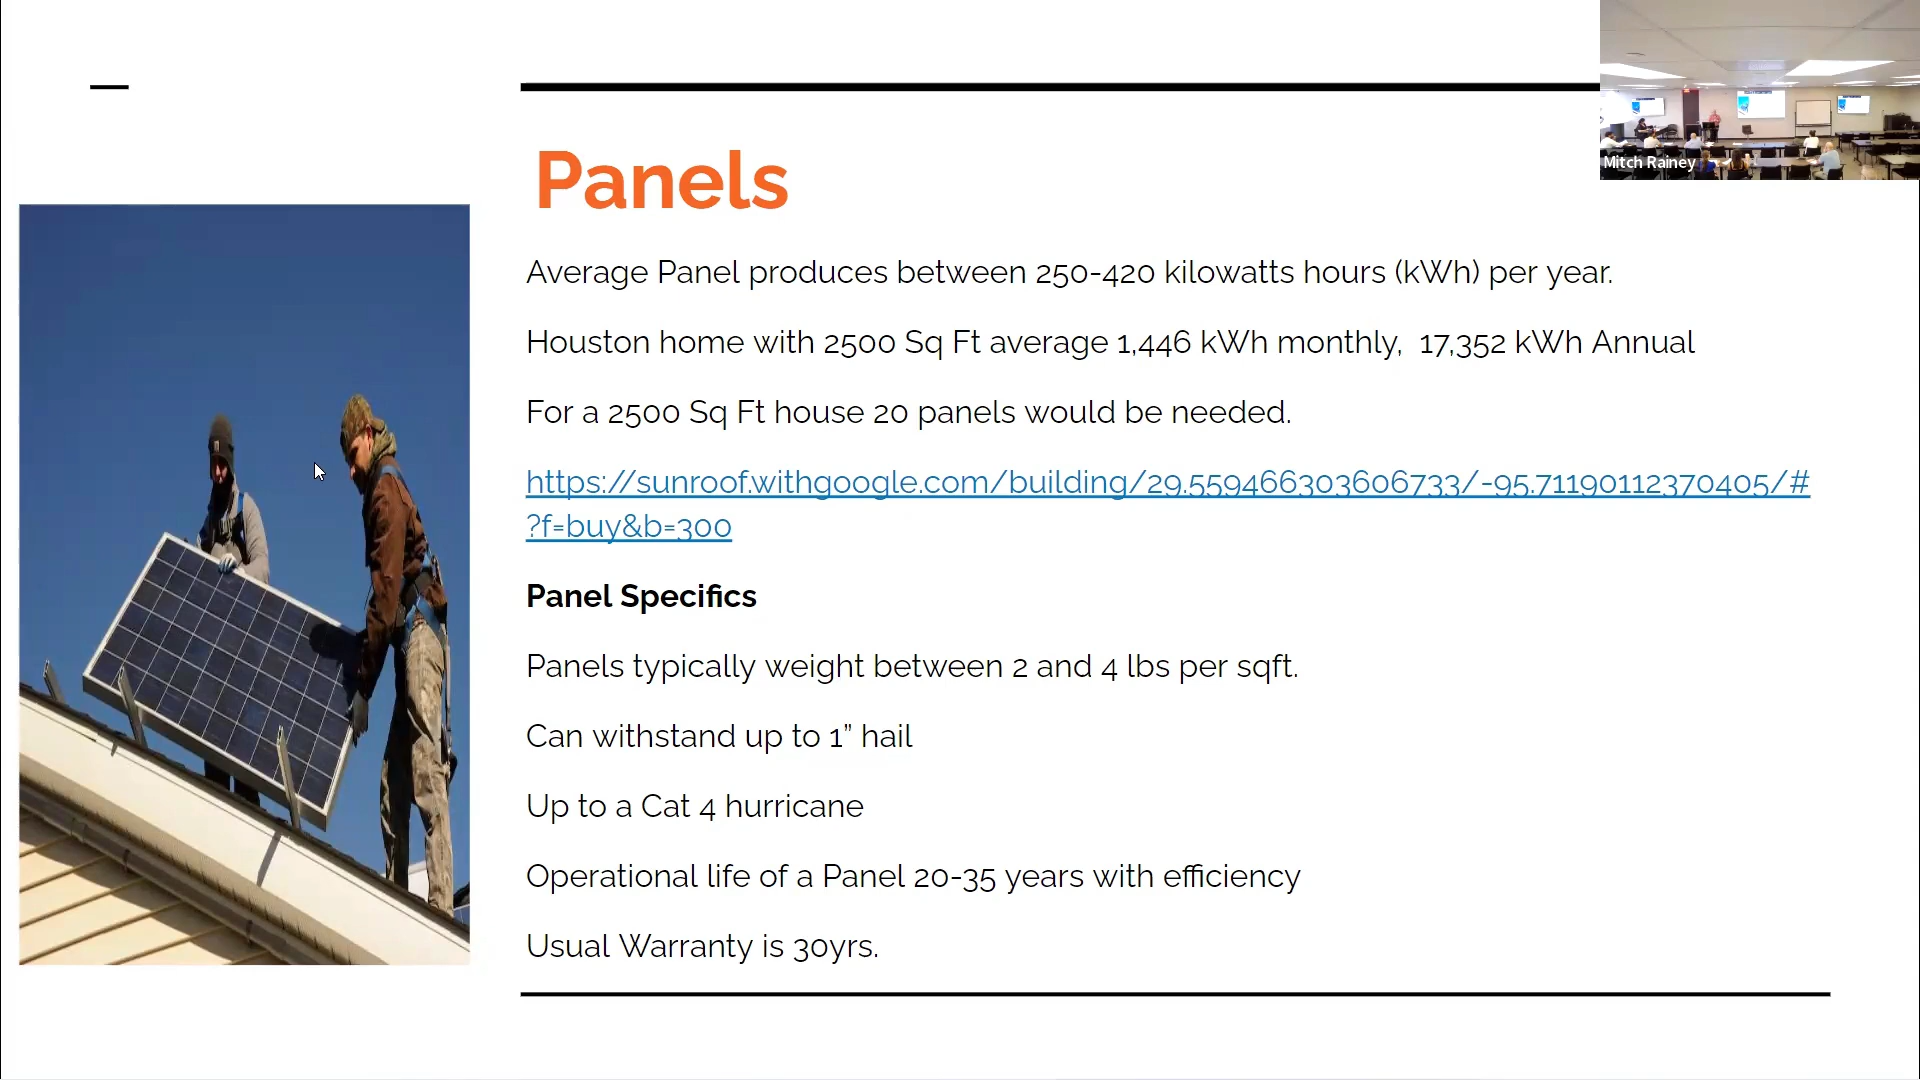 Mitch Rainey
Panels
Average Panel produces between 250-420 kilowatts hours (kWh) per year.
Houston home with 2500 Sq Ft average 1,446 kWh monthly,  17,352 kWh Annual
For a 2500 Sq Ft house 20 panels would be needed.
https://sunroof.withgoogle.com/building/29.559466303606733/-95.71190112370405/#
?f=buy&b=300
Panel Specifics
Panels typically weight between 2 and 4 lbs per sqft.
Can withstand up to 1” hail
Up to a Cat 4 hurricane
Operational life of a Panel 20-35 years with efficiency
Usual Warranty is 30yrs.